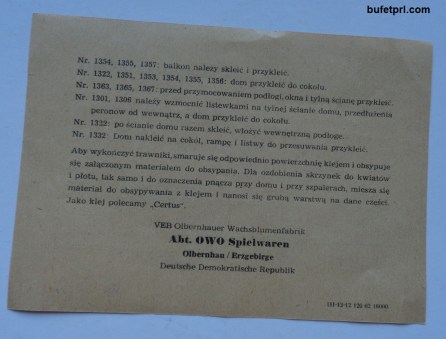 bufetprl.com
Nr. 1354, 1355, 1357: balkon należy skleić i przykleić.
Nr. 1322, 1351, 1353, 1354, 1355, 1356: dom przykleić do cokołu.
Nr. 1363, 1365, 1367: przed przymocowaniem podłogi, okna i tylną ścianę przykleić.
Nr. 1301, 1306 należy wzmocnić listewkami na tylnej ścianie domu, przedłużenia
peronów od wewnątrz, a dom przykleić do cokołu.
Nr. 1322: po ścianie domu razem skleić, włożyć wewnętrzną podłogę.
Nr. 1332: Dom nakleić na cokół, rampę i listwy do przesuwania przykleić.
Aby wykończyć trawniki, smaruje się odpowiednio powierzchnię klejem i obsypuje
się załączonym materiałem do obsypania. Dla ozdobienia skrzynek do kwiatów
i płotu, tak samo i do oznaczenia pnącza przy domu i przy szpalerach, miesza się
materiał do obsypywania z klejem i nanosi się grubą warstwą na dane części.
Jako klej polecamy „Certus".
VEB Olbernhauer Wachsblumenfabrik
Abt. OWO Spielwaren
Olbernhau / Erzgebirge
Deutsche Demokratische Republik